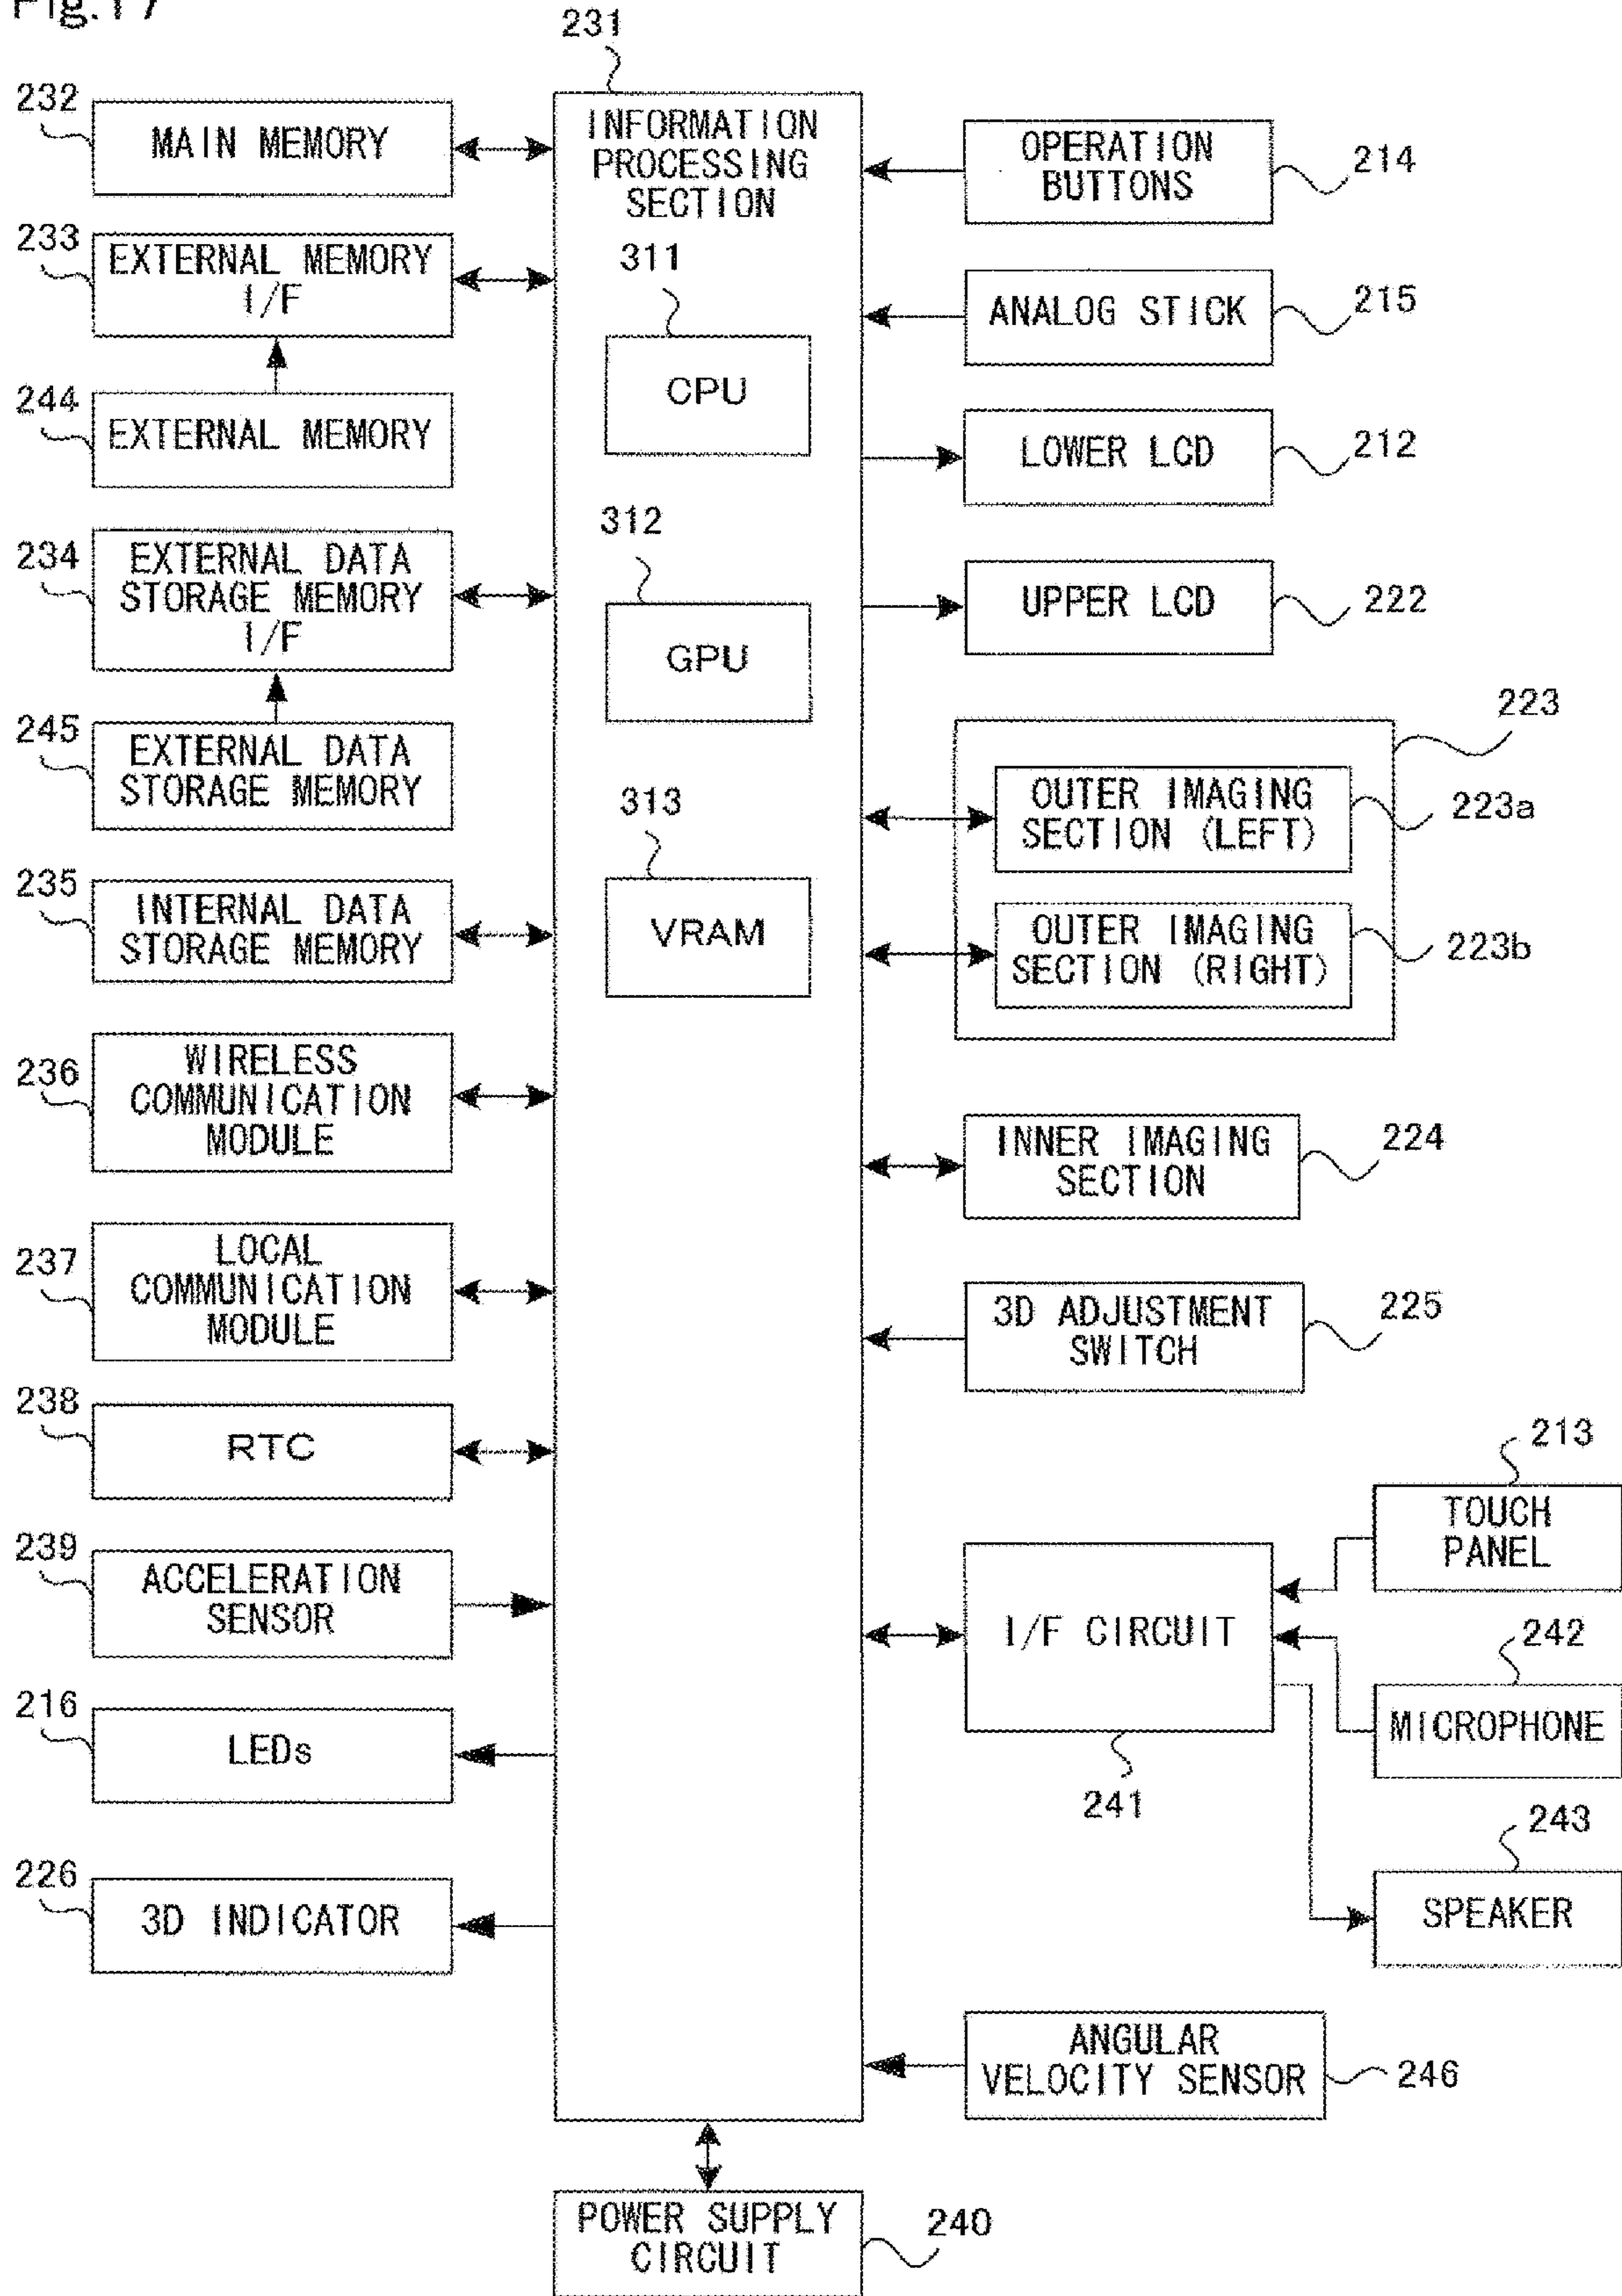 Fig.17
231
232
MAIN MEMORY
INFORMATION
PROCESSING
SECTION
OPERATION
BUTTONS
214
233
EXTERNAL MEMORY
I/F
311
CPU
ANALOG STICK
215
244
EXTERNAL MEMORY
LOWER LCD
212
234
EXTERNAL DATA
STORAGE MEMORY
I/F
312
GPU
UPPER LCD
222
245
EXTERNAL DATA
STORAGE MEMORY
223
OUTER IMAGING
SECTION (LEFT)
223a
313
VRAM
235
INTERNAL DATA
STORAGE MEMORY
OUTER IMAGING
SECTION (RIGHT)
223b
236
WIRELESS
COMMUNICATION
MODULE
INNER IMAGING
SECTION
224
237
LOCAL
COMMUNICATION
MODULE
3D ADJUSTMENT
SWITCH
225
238
RTC
213
TOUCH
PANEL
239
ACCELERATION
SENSOR
I/F CIRCUIT
241
242
MICROPHONE
216
LEDs
243
SPEAKER
226
3D INDICATOR
ANGULAR
VELOCITY SENSOR
246
POWER SUPPLY
CIRCUIT
240